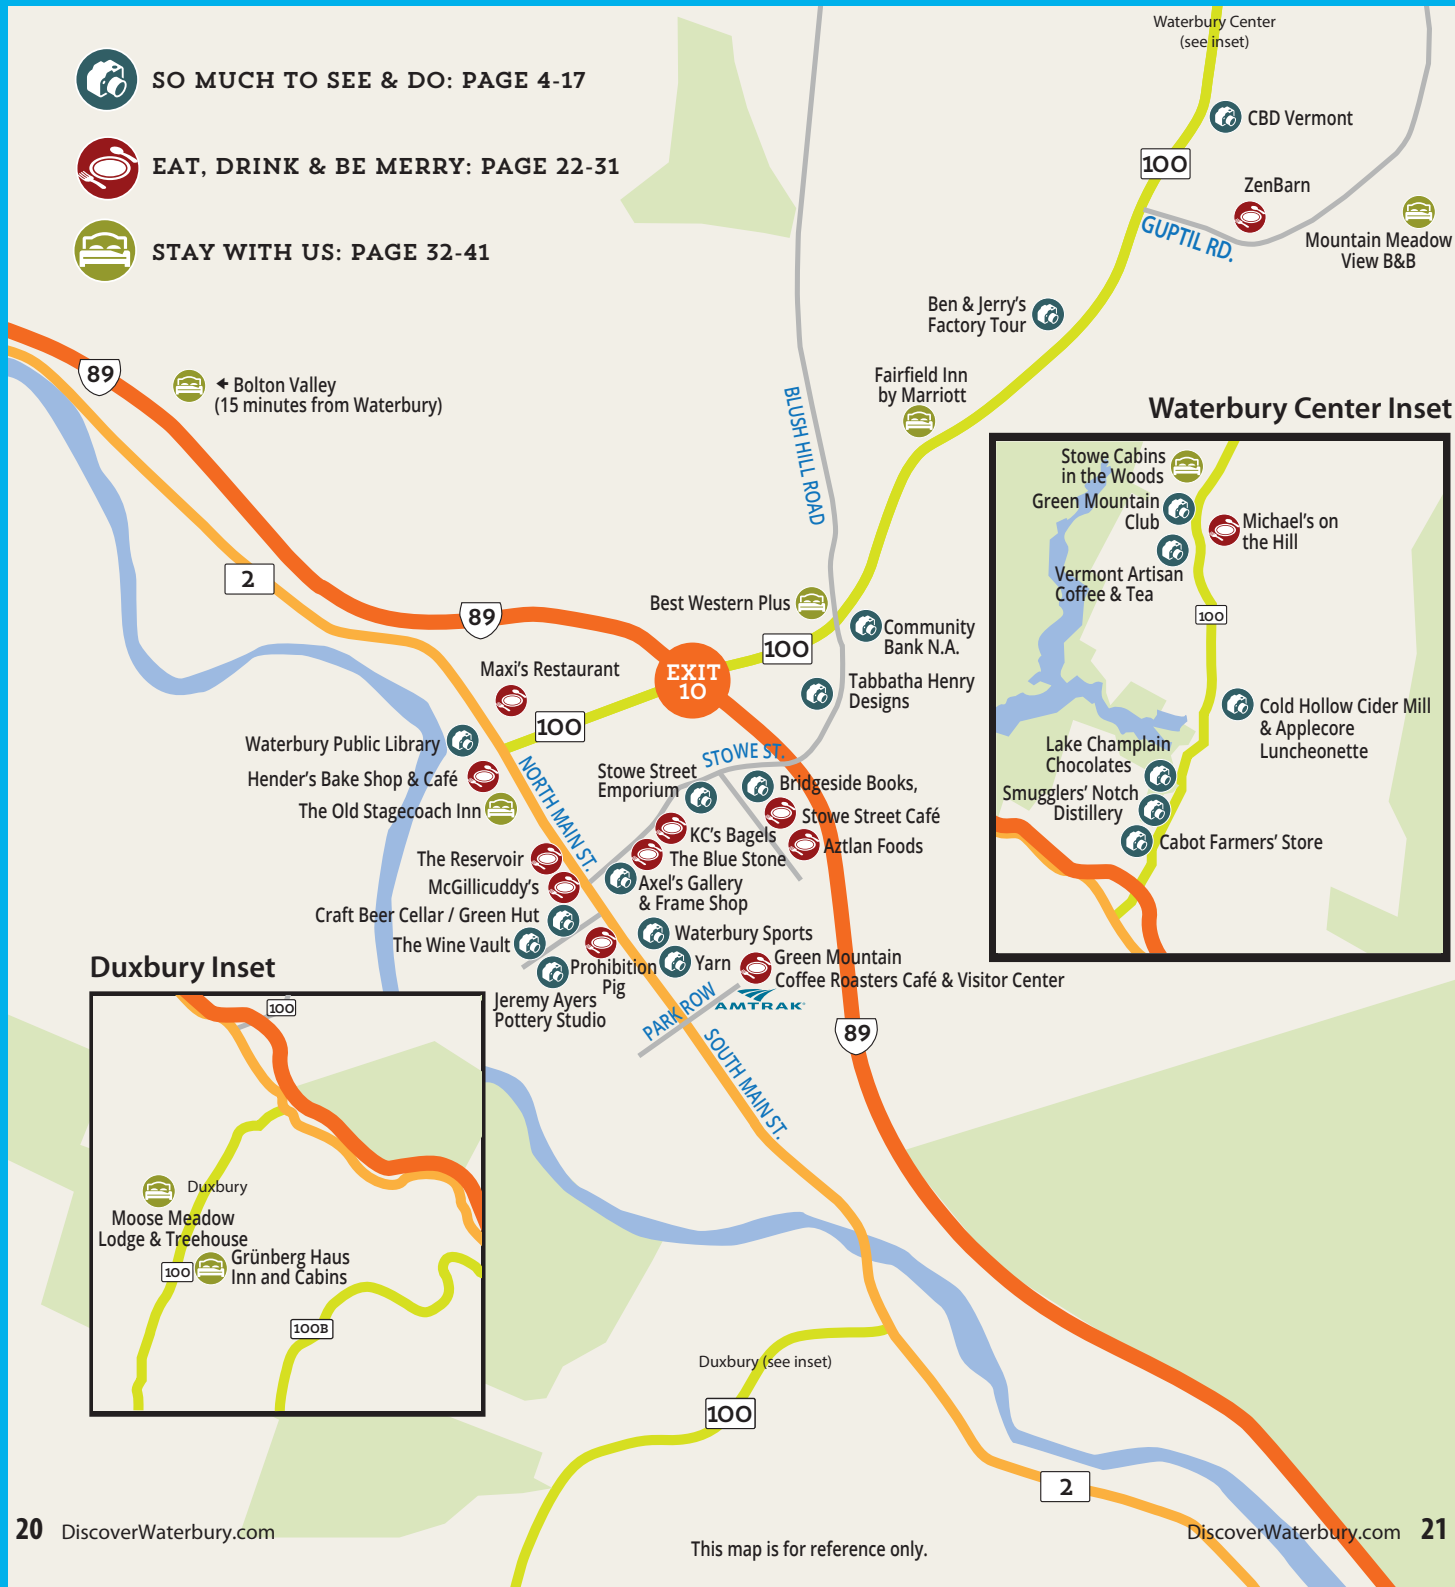 SO MUCH TO SEE & DO: PAGE 4-17
EAT, DRINK & BE MERRY: PAGE 22-31
STAY WITH US: PAGE 32-41
Waterbury Center
(see inset)
CBD Vermont
100
ZenBarn
GUPTIL RD.
Mountain Meadow
View B&B
Ben & Jerry's
Factory Tour
Fairfield Inn
by Marriott
BLUSH HILL ROAD
89
Bolton Valley
(15 minutes from Waterbury)
2
89
Best Western Plus
100
Community
Bank N.A.
EXIT
10
Tabbatha Henry
Designs
Maxi's Restaurant
100
Waterbury Public Library
Hender's Bake Shop & Café
The Old Stagecoach Inn
NORTH MAIN ST.
STOWE ST.
Stowe Street
Emporium
Bridgeside Books,
Stowe Street Café
Aztlan Foods
KC's Bagels
The Blue Stone
The Reservoir
McGillicuddy's
Axel's Gallery
& Frame Shop
Craft Beer Cellar / Green Hut
The Wine Vault
Waterbury Sports
Prohibition
Pig
Yarn
Jeremy Ayers
Pottery Studio
Green Mountain
Coffee Roasters Café & Visitor Center
AMTRAK
PARK ROW
SOUTH MAIN ST.
89
Waterbury Center Inset
Stowe Cabins
in the Woods
Green Mountain
Club
Michael's on
the Hill
Vermont Artisan
Coffee & Tea
100
Cold Hollow Cider Mill
& Applecore
Luncheonette
Lake Champlain
Chocolates
Smugglers' Notch
Distillery
Cabot Farmers' Store
Duxbury Inset
100
Duxbury
Moose Meadow
Lodge & Treehouse
100
Grünberg Haus
Inn and Cabins
100B
Duxbury (see inset)
100
2
20 DiscoverWaterbury.com
This map is for reference only.
DiscoverWaterbury.com 21